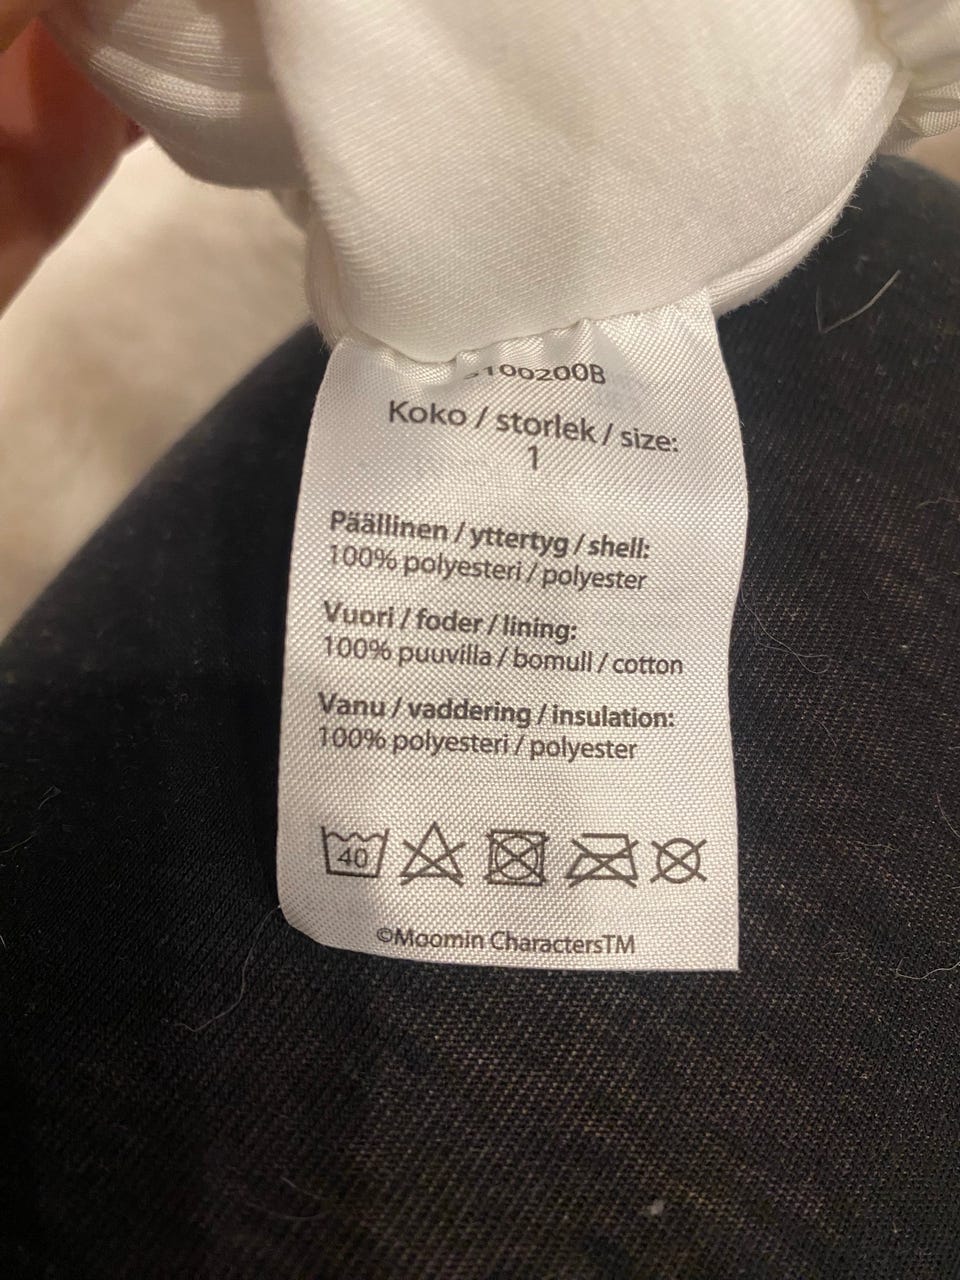 100200B
Koko / storlek / size:
1
Päällinen / yttertyg / shell:
100% polyesteri / polyester
Vuori / foder / lining:
100% puuvilla / bomull / cotton
Vanu / vaddering / insulation:
100% polyesteri / polyester
40
©Moomin CharactersTM